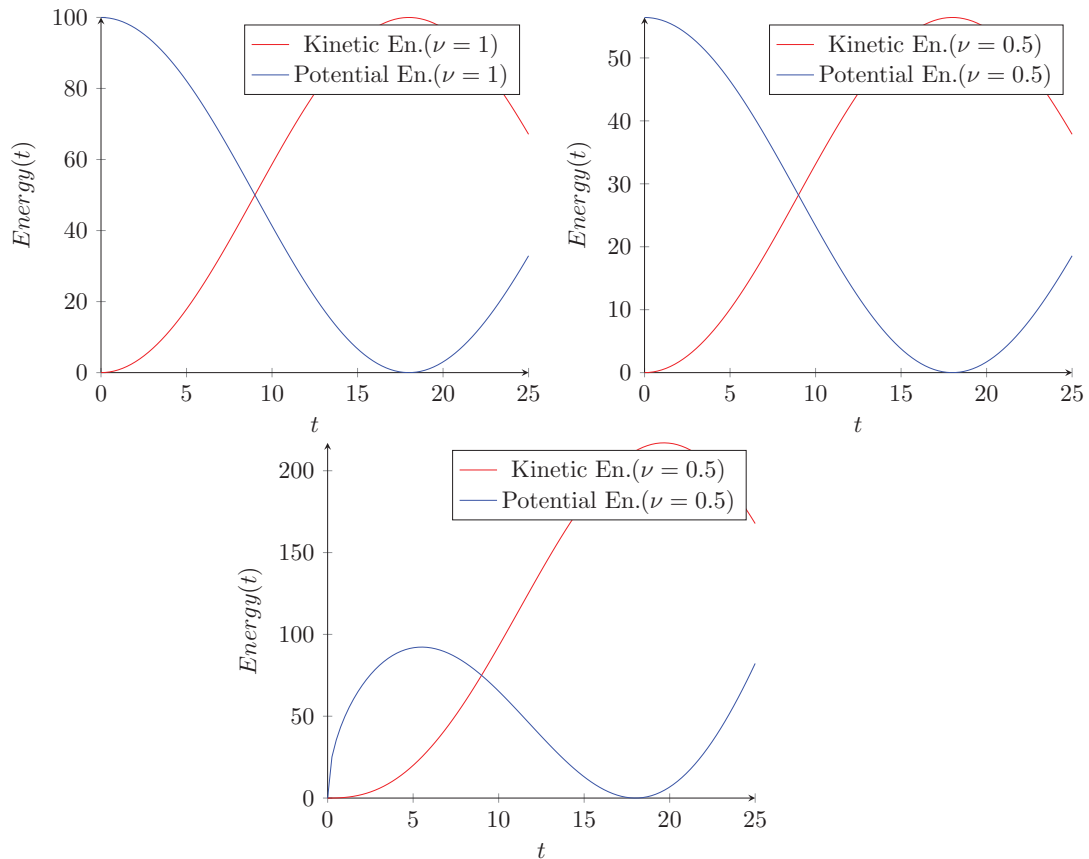 100
80
60
40
20
0
0 5 10 15 20 25
t
Energy(t)
Kinetic En.(ν = 1)
Potential En.(ν = 1)
50
40
30
20
10
0
0 5 10 15 20 25
t
Energy(t)
Kinetic En.(ν = 0.5)
Potential En.(ν = 0.5)
200
150
100
50
0
0 5 10 15 20 25
t
Energy(t)
Kinetic En.(ν = 0.5)
Potential En.(ν = 0.5)